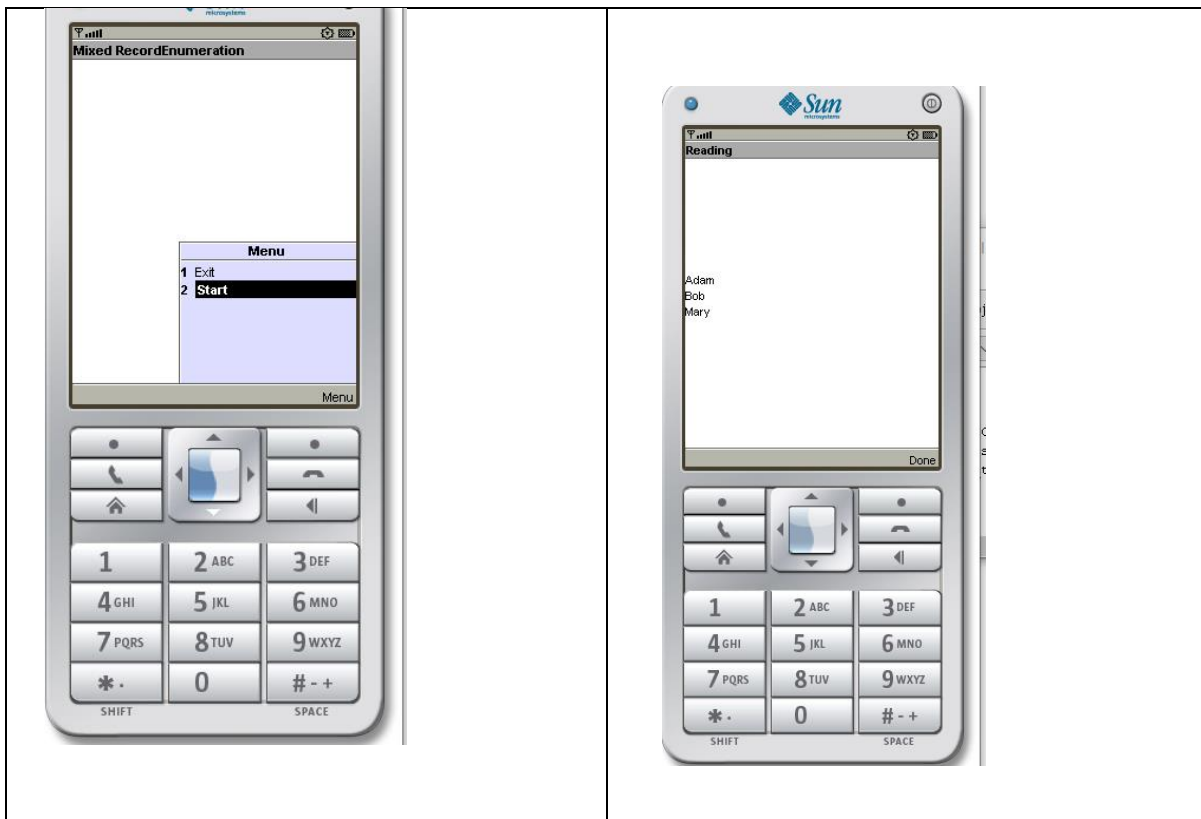 microsystems
Mixed RecordEnumeration
Menu
1 Exit
2 Start
Menu
1
2 ABC
3 DEF
4 GHI
5 JKL
6 MNO
7 PQRS
8 TUV
9 WXYZ
* .
0
# - +
SHIFT
SPACE
Sun
microsystems
Reading
Adam
Bob
Mary
Done
1
2 ABC
3 DEF
4 GHI
5 JKL
6 MNO
7 PQRS
8 TUV
9 WXYZ
* .
0
# - +
SHIFT
SPACE